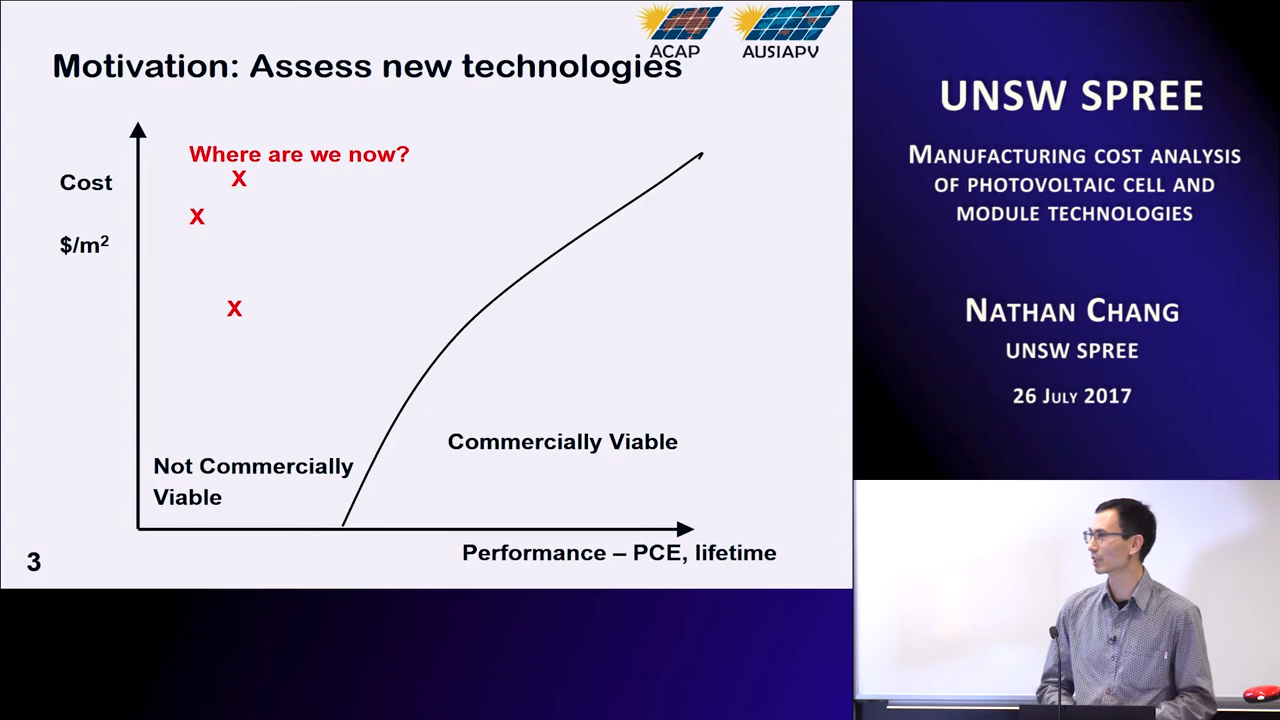 ACAP
AUSIAPV
Motivation: Assess new technologies
Where are we now?
X
Cost
X
$/m²
X
Commercially Viable
Not Commercially
Viable
Performance – PCE, lifetime
3
UNSW SPREE
MANUFACTURING COST ANALYSIS
OF PHOTOVOLTAIC CELL AND
MODULE TECHNOLOGIES
NATHAN CHANG
UNSW SPREE
26 JULY 2017